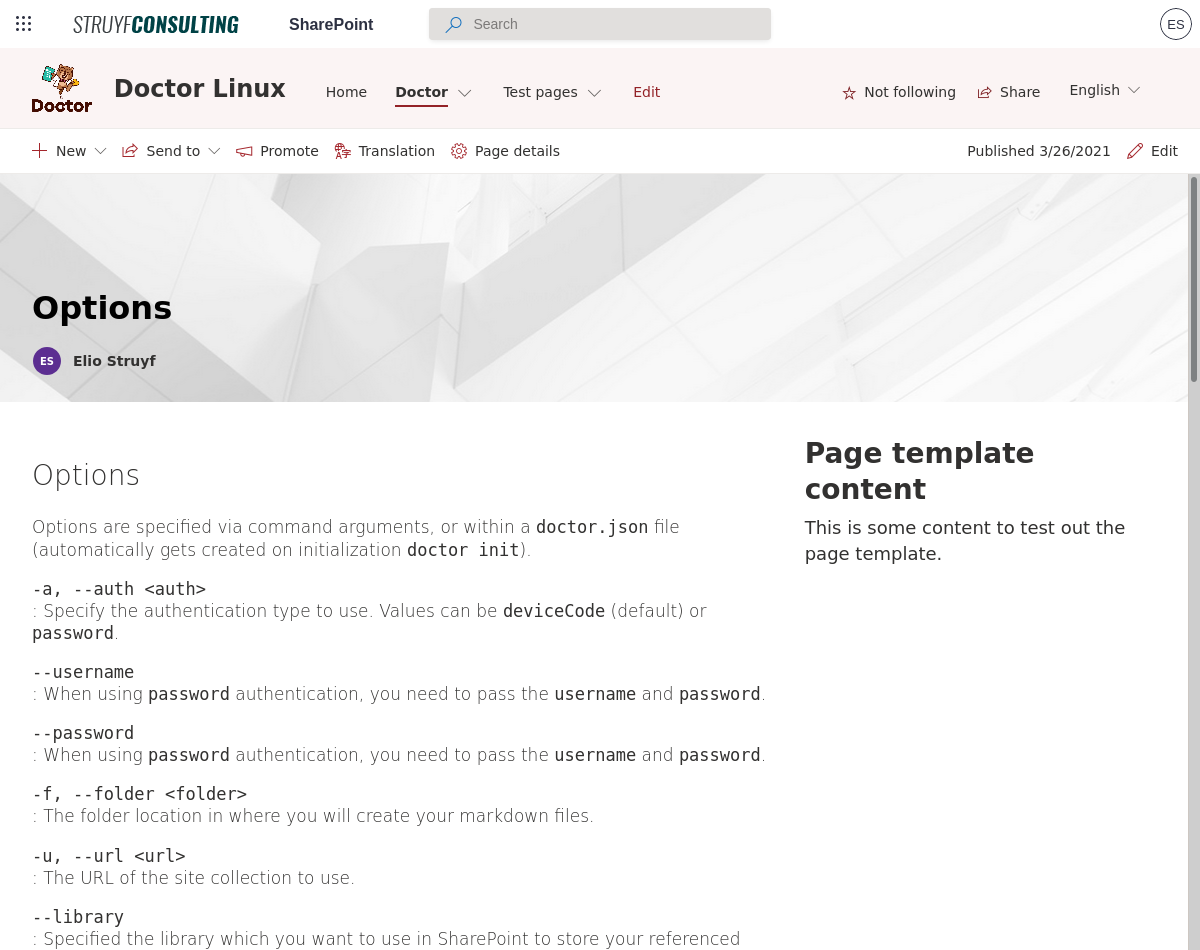 STRUYFCONSULTING SharePoint Search ES
Doctor Doctor Linux Home Doctor Test pages Edit Not following Share English
New Send to Promote Translation Page details Published 3/26/2021 Edit
Options
ES Elio Struyf
Options
Options are specified via command arguments, or within a doctor.json file
(automatically gets created on initialization doctor init).
-a, --auth <auth>
: Specify the authentication type to use. Values can be deviceCode (default) or
password.
--username
: When using password authentication, you need to pass the username and password.
--password
: When using password authentication, you need to pass the username and password.
-f, --folder <folder>
: The folder location in where you will create your markdown files.
-u, --url <url>
: The URL of the site collection to use.
--library
: Specified the library which you want to use in SharePoint to store your referenced
Page template
content
This is some content to test out the
page template.